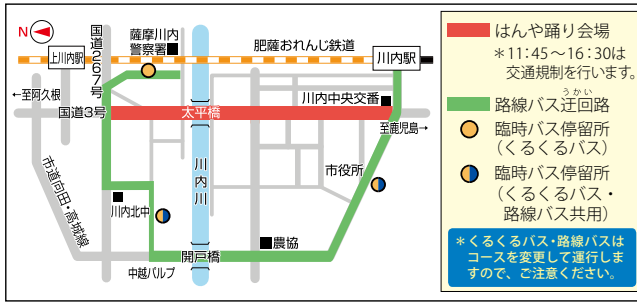 N
上川内駅
国道267号
薩摩川内
警察署
肥薩おれんじ鉄道
川内駅
←至阿久根
国道3号
太平橋
川内中央交番
至鹿児島→
市道向田・高城線
川内川
市役所
川内北中
中越パルプ
開戸橋
農協
はんや踊り会場
＊11:45～16:30は
交通規制を行います。
うかい
路線バス迂回路
臨時バス停留所
（くるくるバス）
臨時バス停留所
（くるくるバス・
路線バス共用）
＊くるくるバス・路線バスは
コースを変更して運行しま
すので、ご注意ください。